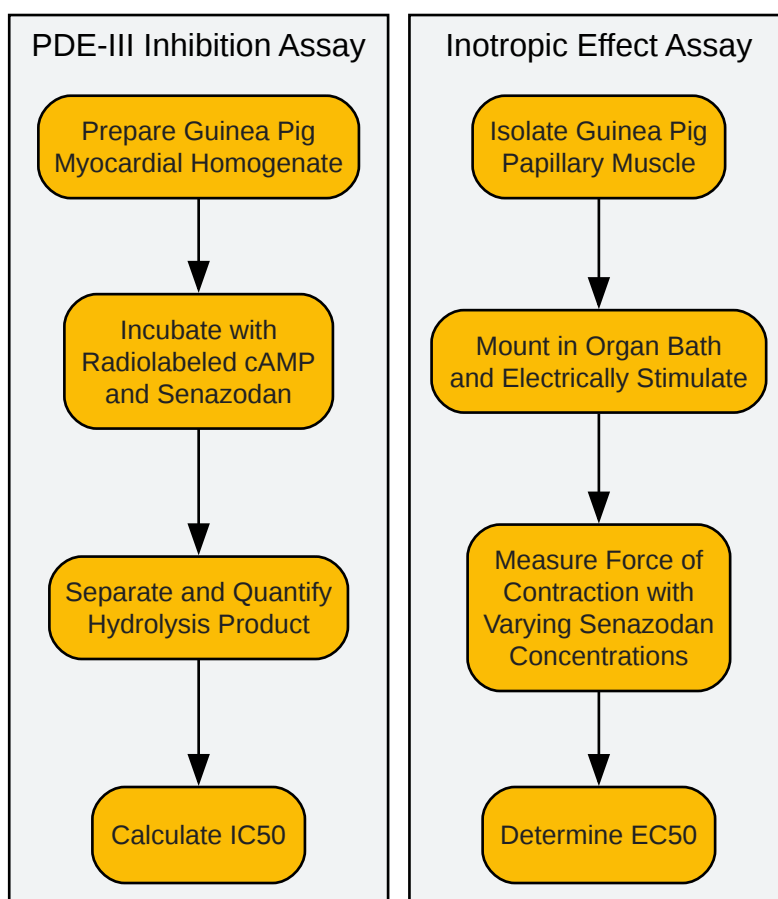 PDE-III Inhibition Assay
Prepare Guinea Pig
Myocardial Homogenate
Incubate with
Radiolabeled cAMP
and Senazodan
Separate and Quantify
Hydrolysis Product
Calculate IC50
Inotropic Effect Assay
Isolate Guinea Pig
Papillary Muscle
Mount in Organ Bath
and Electrically Stimulate
Measure Force of
Contraction with
Varying Senazodan
Concentrations
Determine EC50